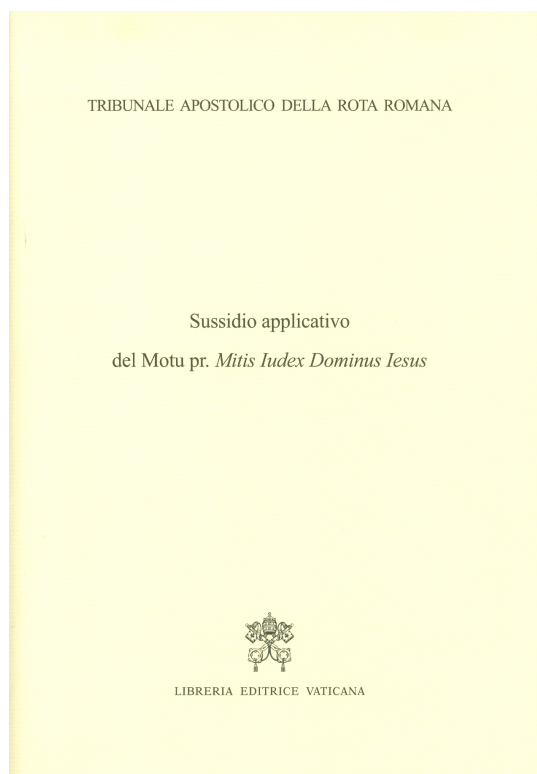 TRIBUNALE APOSTOLICO DELLA ROTA ROMANA
Sussidio applicativo
del Motu pr. Mitis Iudex Dominus Iesus
LIBRERIA EDITRICE VATICANA